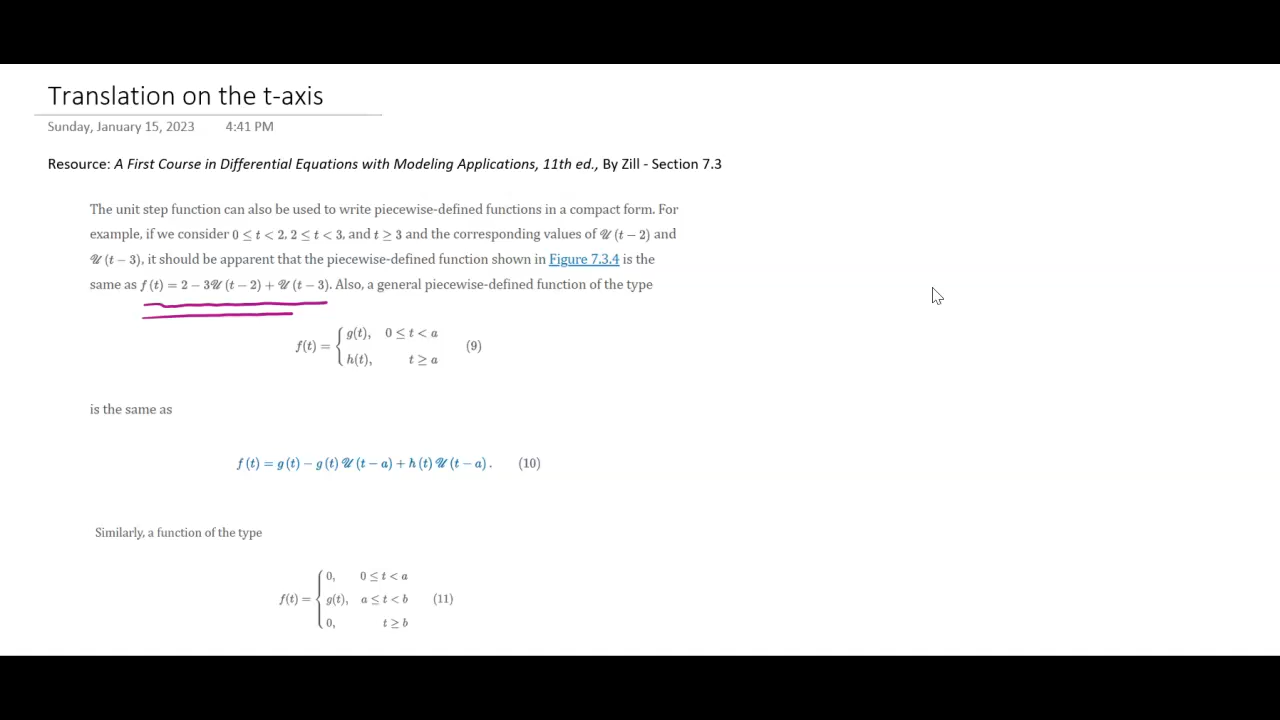 Translation on the t-axis
Sunday, January 15, 2023 4:41 PM
Resource: A First Course in Differential Equations with Modeling Applications, 11th ed., By Zill - Section 7.3
The unit step function can also be used to write piecewise-defined functions in a compact form. For
example, if we consider 0 ≤ t < 2, 2 ≤ t < 3, and t ≥ 3 and the corresponding values of 𝒰 (t − 2) and
𝒰 (t − 3), it should be apparent that the piecewise-defined function shown in Figure 7.3.4 is the
same as f (t) = 2 − 3𝒰 (t − 2) + 𝒰 (t − 3). Also, a general piecewise-defined function of the type
f(t) = { g(t), 0 ≤ t < a
h(t), t ≥ a (9)
is the same as
f (t) = g (t) − g (t) 𝒰 (t − a) + h (t) 𝒰 (t − a) . (10)
Similarly, a function of the type
f(t) = { 0, 0 ≤ t < a
g(t), a ≤ t < b (11)
0, t ≥ b